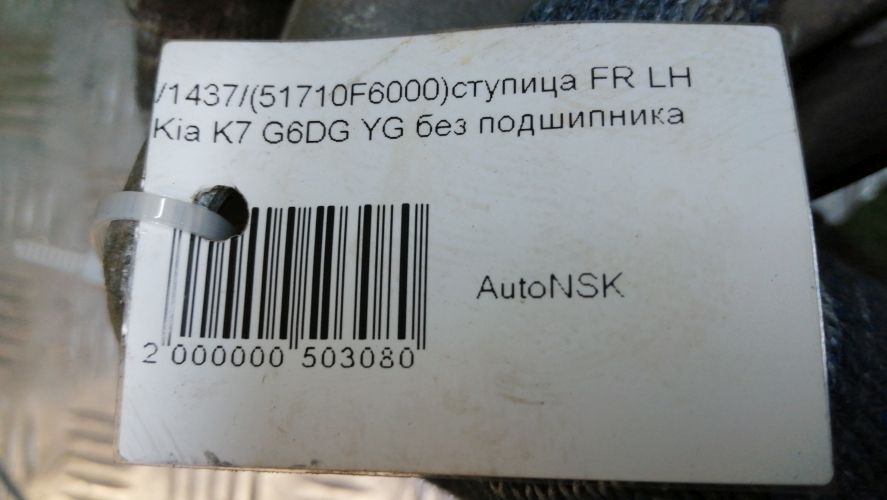 /1437/(51710F6000)ступица FR LH
Kia K7 G6DG YG без подшипника
AutoNSK
2 000000 503080